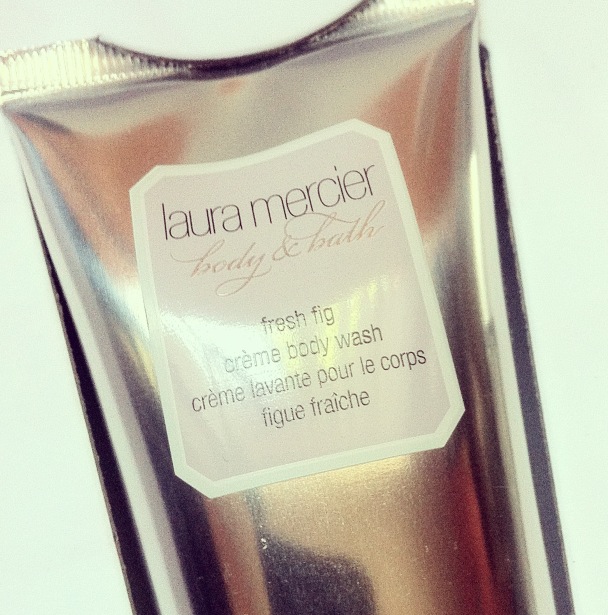 laura mercier
body & bath
fresh fig
crème body wash
crème lavante pour le corps
figue fraîche